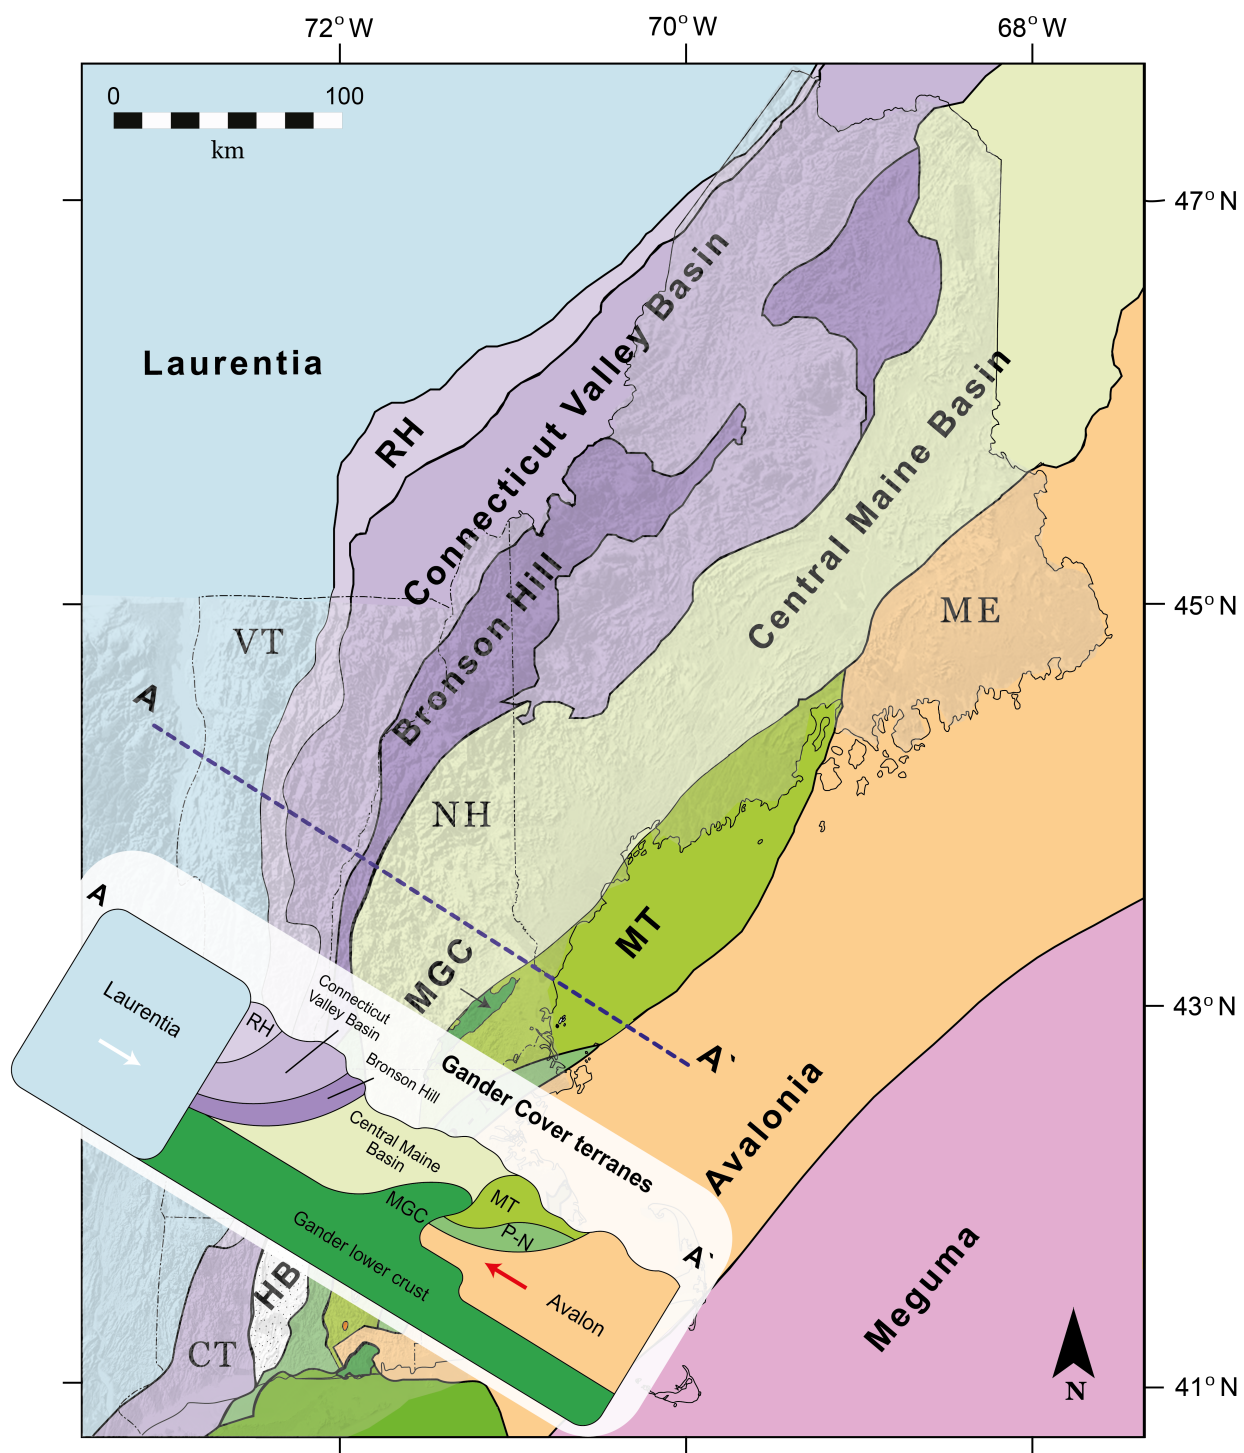 72° W
70° W
68° W
0
100
km
47° N
Laurentia
RH
Connecticut Valley Basin
Central Maine Basin
Bronson Hill
45° N
ME
VT
A
NH
MGC
MT
43° N
A`
Avalonia
Meguma
A
Laurentia
RH
Connecticut
Valley Basin
Bronson Hill
Gander Cover terranes
Central Maine
Basin
MGC
MT
P-N
Gander lower crust
Avalon
A`
HB
CT
N
41° N